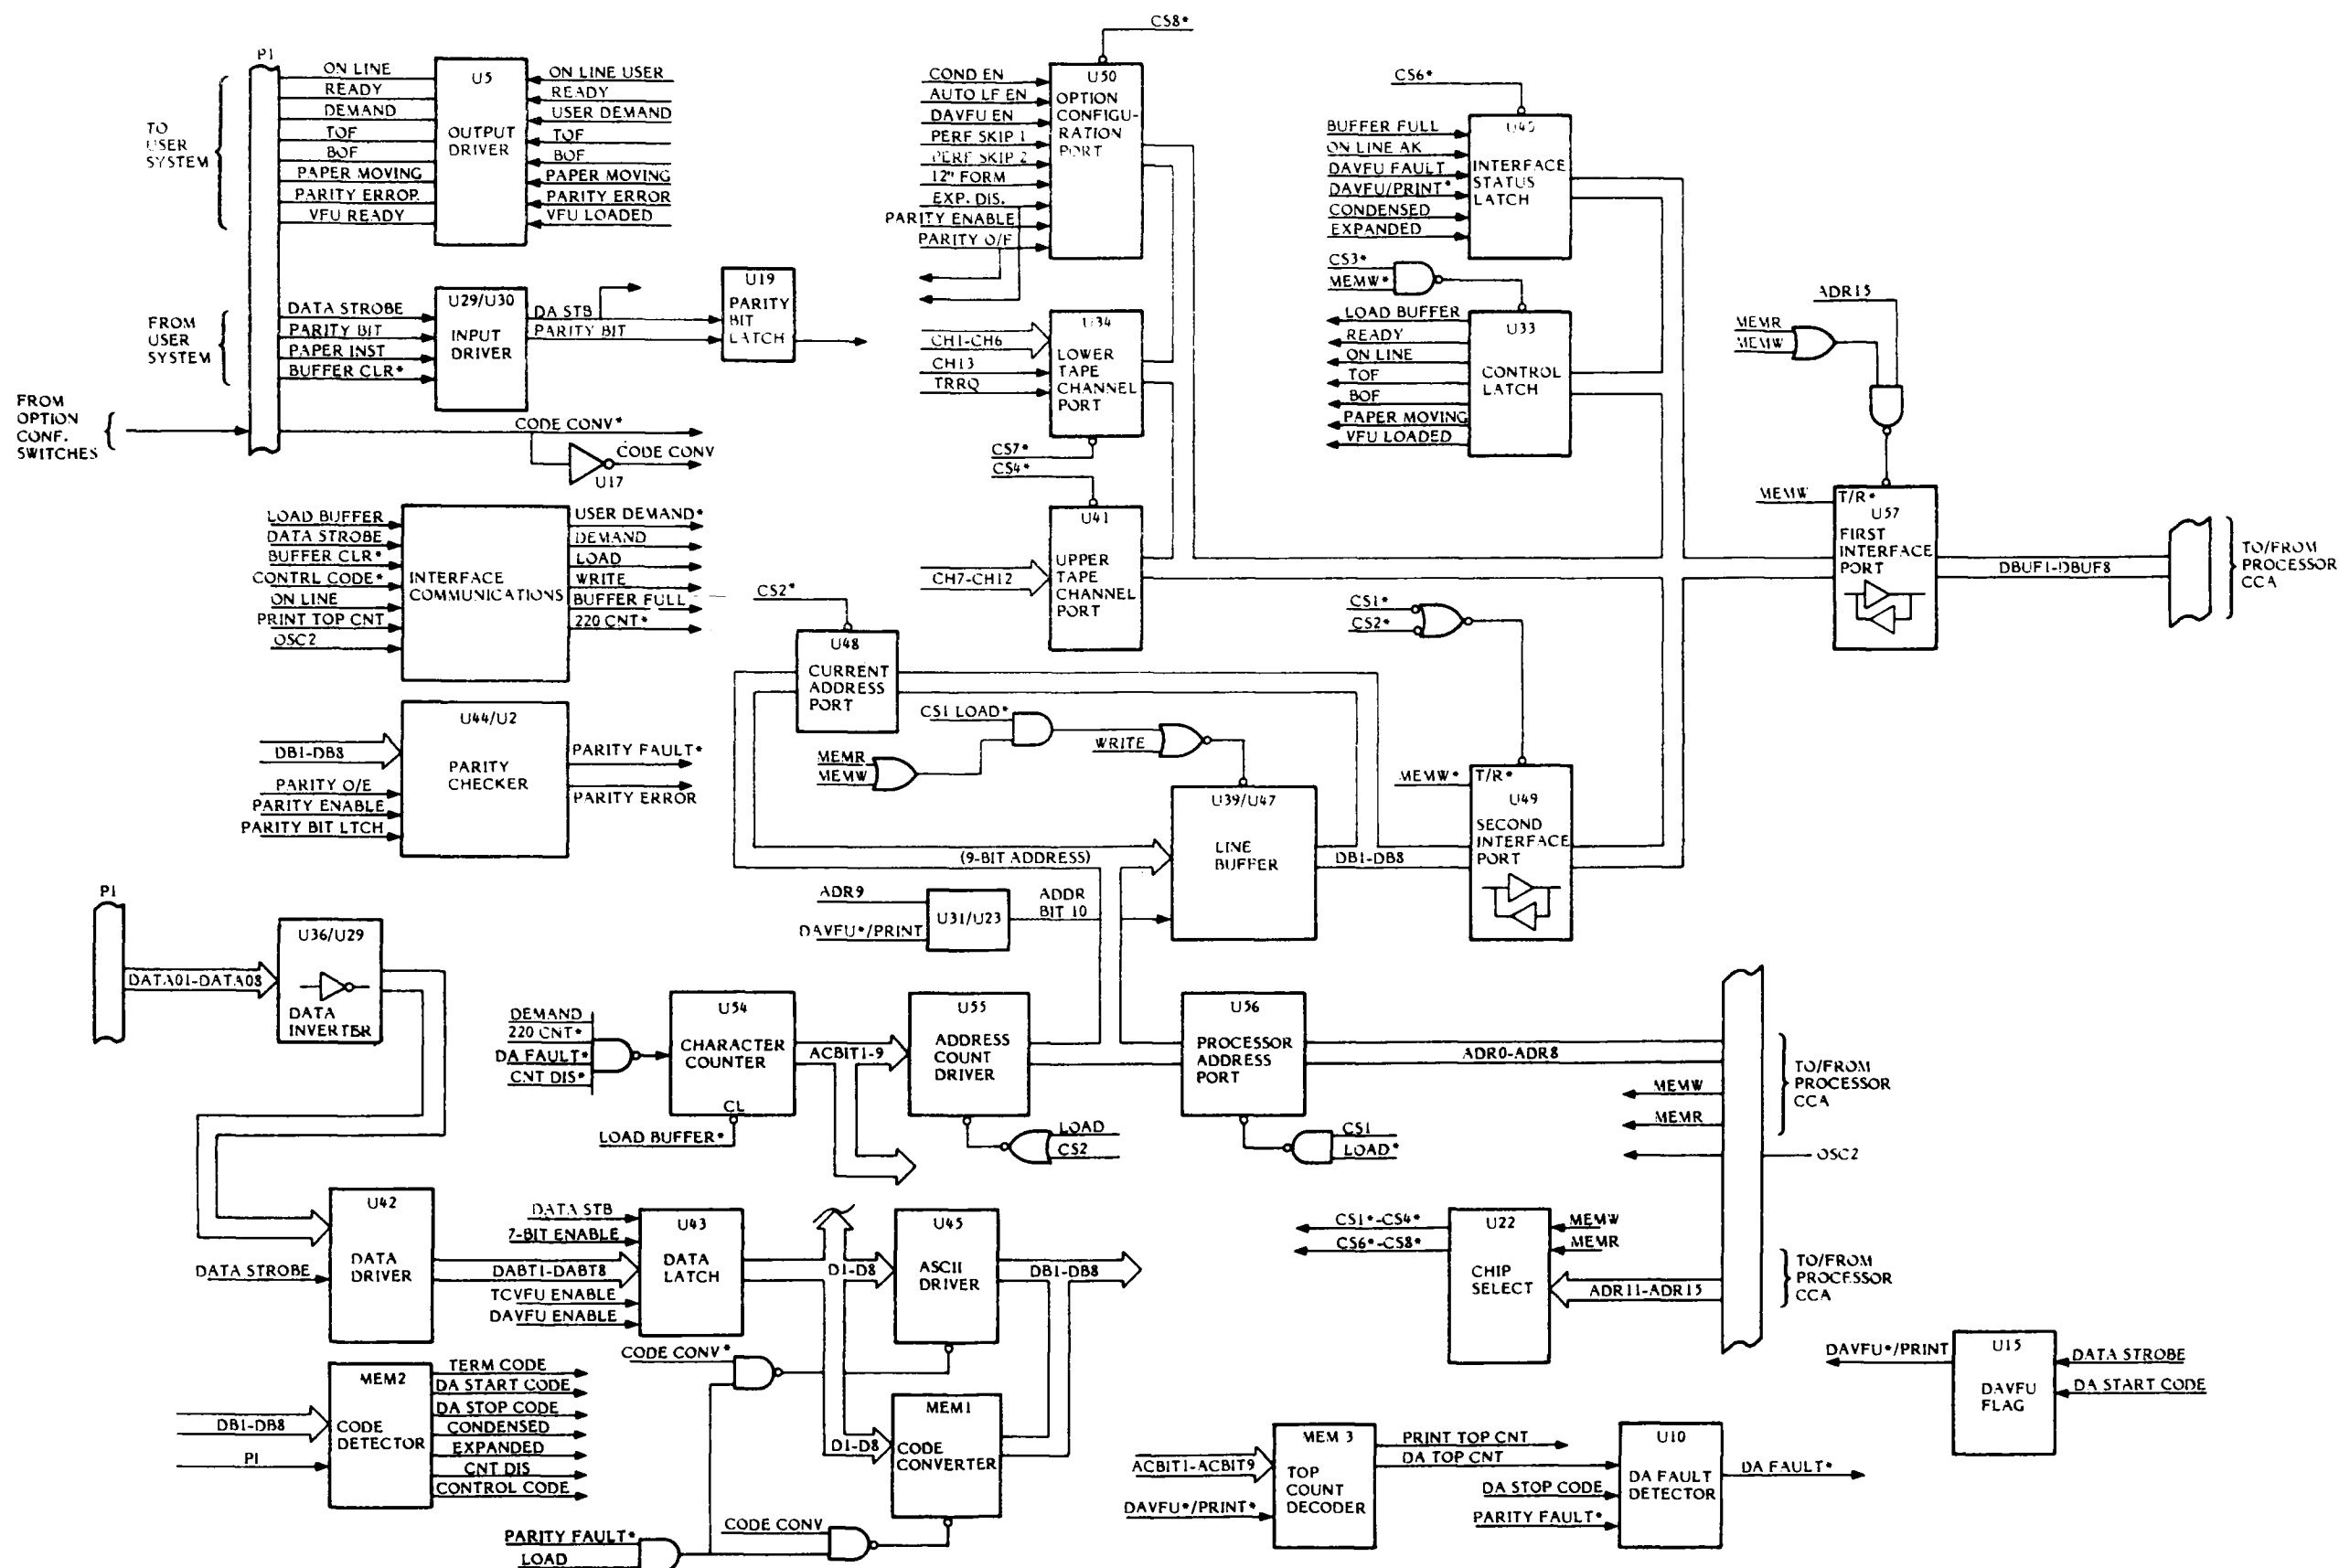 P1
TO
USER
SYSTEM
ON LINE
READY
DEMAND
TOF
BOF
PAPER MOVING
PARITY ERROR
VFU READY
U5
OUTPUT
DRIVER
ON LINE USER
READY
USER DEMAND
TOF
BOF
PAPER MOVING
PARITY ERROR
VFU LOADED
FROM
USER
SYSTEM
DATA STROBE
PARITY BIT
PAPER INST
BUFFER CLR*
U29/U30
INPUT
DRIVER
DA STB
PARITY BIT
U19
PARITY
BIT
LATCH
FROM
OPTION
CONF.
SWITCHES
CODE CONV*
CODE CONV
U17
LOAD BUFFER
DATA STROBE
BUFFER CLR*
CONTRL CODE*
ON LINE
PRINT TOP CNT
OSC2
INTERFACE
COMMUNICATIONS
USER DEMAND*
DEMAND
LOAD
WRITE
BUFFER FULL
220 CNT*
U44/U2
PARITY
CHECKER
DB1-DB8
PARITY O/E
PARITY ENABLE
PARITY BIT LTCH
PARITY FAULT*
PARITY ERROR
CS8*
COND EN
AUTO LF EN
DAVFU EN
PERF SKIP 1
PERF SKIP 2
12" FORM
EXP. DIS.
PARITY ENABLE
PARITY O/E
U50
OPTION
CONFIGU-
RATION
PORT
CH1-CH6
CH13
TRRQ
U34
LOWER
TAPE
CHANNEL
PORT
CS7*
CS4*
U41
UPPER
TAPE
CHANNEL
PORT
CH7-CH12
CS6*
BUFFER FULL
ON LINE AK
DAVFU FAULT
DAVFU/PRINT*
CONDENSED
EXPANDED
INTERFACE
STATUS
LATCH
CS3*
MEMW*
LOAD BUFFER
READY
ON LINE
TOF
BOF
PAPER MOVING
VFU LOADED
U33
CONTROL
LATCH
ADR15
MEMR
MEMW
MEMW
T/R*
U57
FIRST
INTERFACE
PORT
DBUF1-DBUF8
TO/FROM
PROCESSOR
CCA
CS2*
U48
CURRENT
ADDRESS
PORT
CS1*
CS2*
CS1 LOAD*
MEMR
MEMW
WRITE
U39/U47
LINE
BUFFER
(9-BIT ADDRESS)
DB1-DB8
MEMW*
T/R*
U49
SECOND
INTERFACE
PORT
ADR9
DAVFU*/PRINT
U31/U23
ADDR
BIT 10
P1
DATA01-DATA08
U36/U29
DATA
INVERTER
DEMAND
220 CNT*
DA FAULT*
CNT DIS*
U54
CHARACTER
COUNTER
CL
LOAD BUFFER*
ACBIT1-9
U55
ADDRESS
COUNT
DRIVER
LOAD
CS2
U56
PROCESSOR
ADDRESS
PORT
CS1
LOAD*
ADR0-ADR8
MEMW
MEMR
OSC2
TO/FROM
PROCESSOR
CCA
U42
DATA
DRIVER
DATA STROBE
DABT1-DABT8
DATA STB
7-BIT ENABLE
TCVFU ENABLE
DAVFU ENABLE
U43
DATA
LATCH
D1-D8
U45
ASCII
DRIVER
DB1-DB8
CODE CONV*
MEM1
CODE
CONVERTER
D1-D8
CODE CONV
PARITY FAULT*
LOAD
MEM2
CODE
DETECTOR
DB1-DB8
P1
TERM CODE
DA START CODE
DA STOP CODE
CONDENSED
EXPANDED
CNT DIS
CONTROL CODE
CS1*-CS4*
CS6*-CS8*
U22
CHIP
SELECT
MEMW
MEMR
ADR11-ADR15
TO/FROM
PROCESSOR
CCA
DAVFU*/PRINT
U15
DAVFU
FLAG
DATA STROBE
DA START CODE
ACBIT1-ACBIT9
DAVFU*/PRINT*
MEM 3
TOP
COUNT
DECODER
PRINT TOP CNT
DA TOP CNT
DA STOP CODE
PARITY FAULT*
U10
DA FAULT
DETECTOR
DA FAULT*